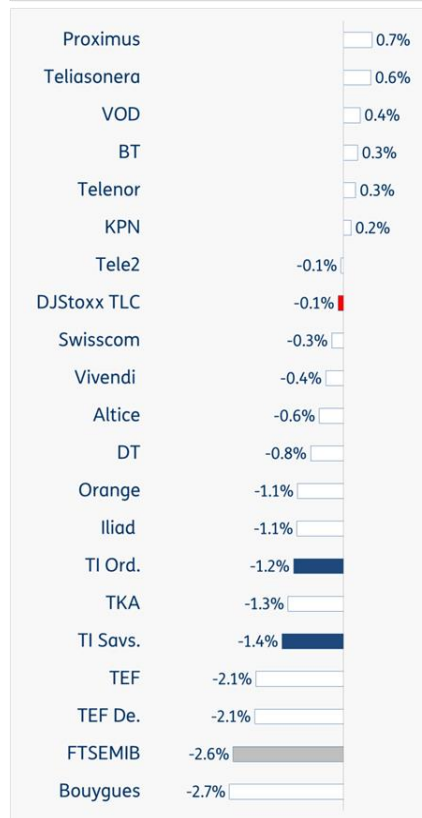 Proximus 0.7%
Teliasonera 0.6%
VOD 0.4%
BT 0.3%
Telenor 0.3%
KPN 0.2%
Tele2 -0.1%
DJStoxx TLC -0.1%
Swisscom -0.3%
Vivendi -0.4%
Altice -0.6%
DT -0.8%
Orange -1.1%
Iliad -1.1%
TI Ord. -1.2%
TKA -1.3%
TI Savs. -1.4%
TEF -2.1%
TEF De. -2.1%
FTSEMIB -2.6%
Bouygues -2.7%